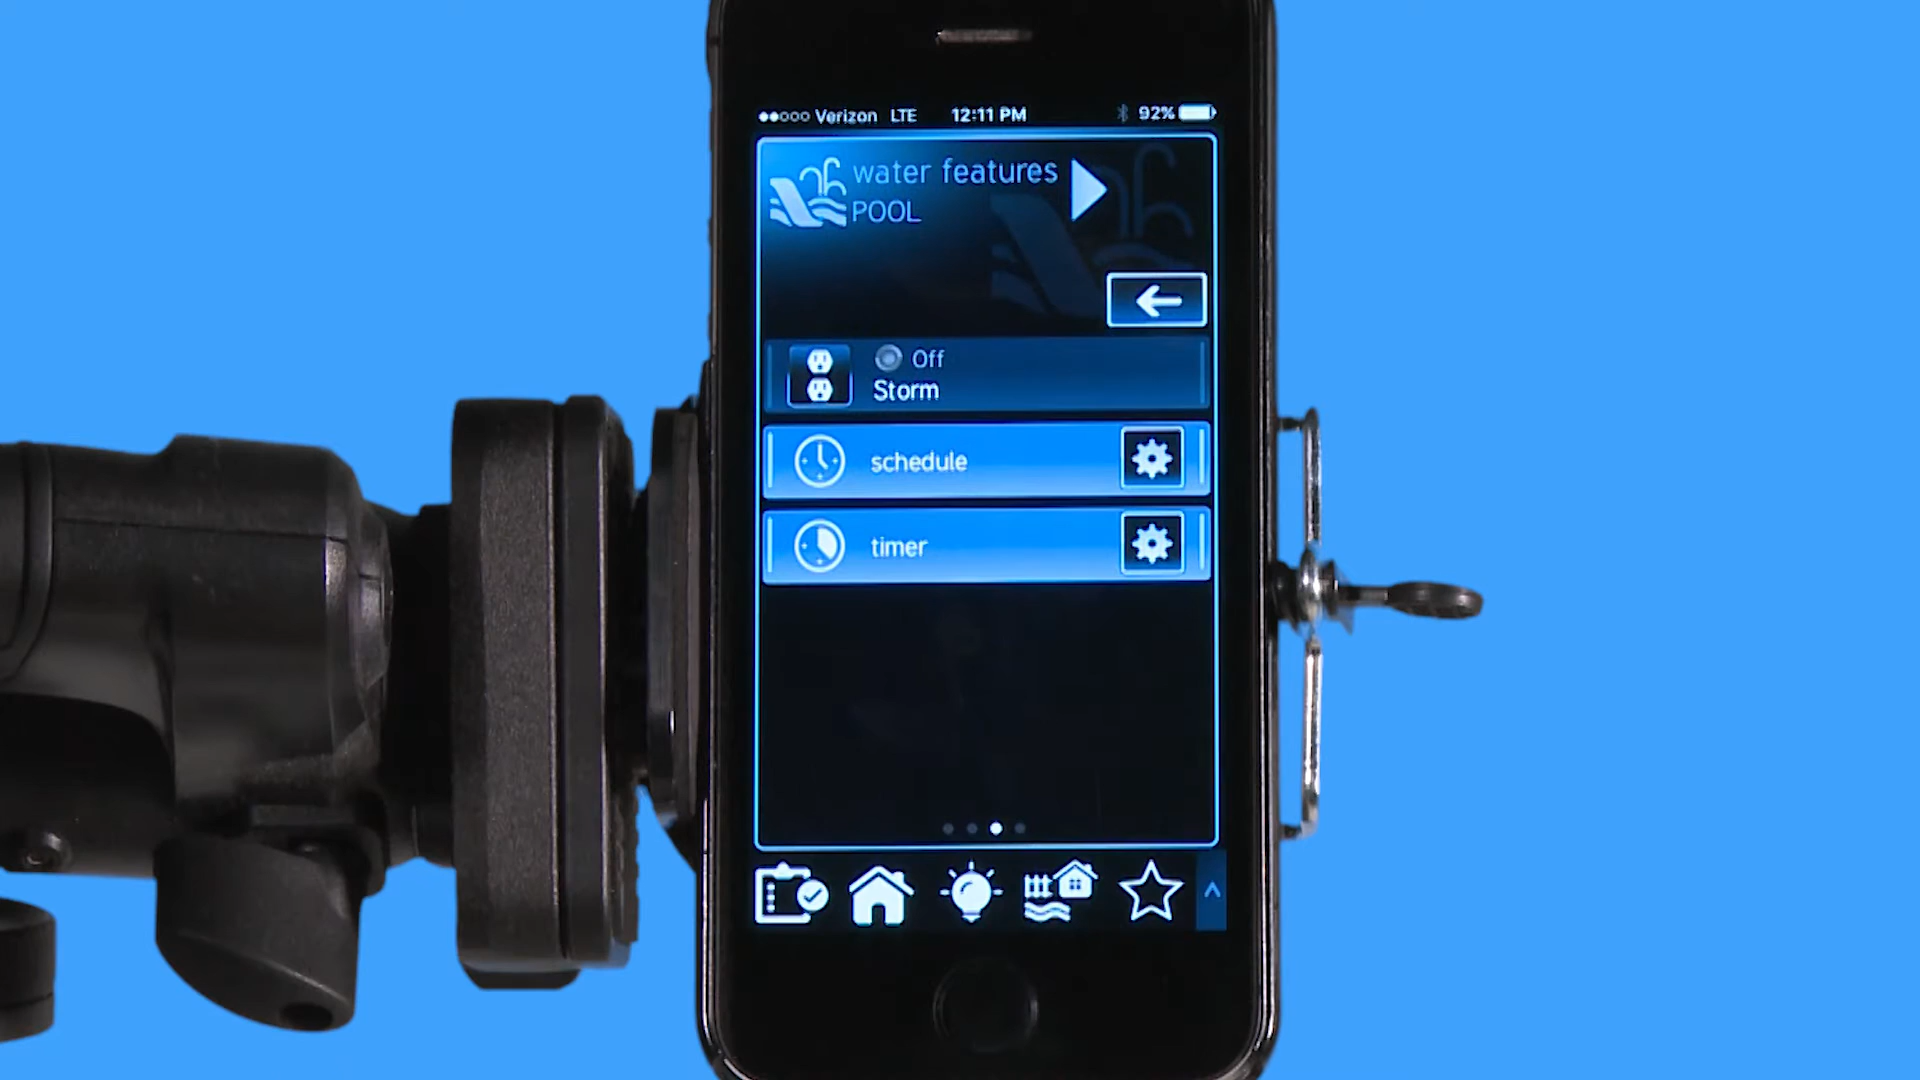 Verizon LTE 12:11 PM 92%
water features
POOL
Off
Storm
schedule
timer